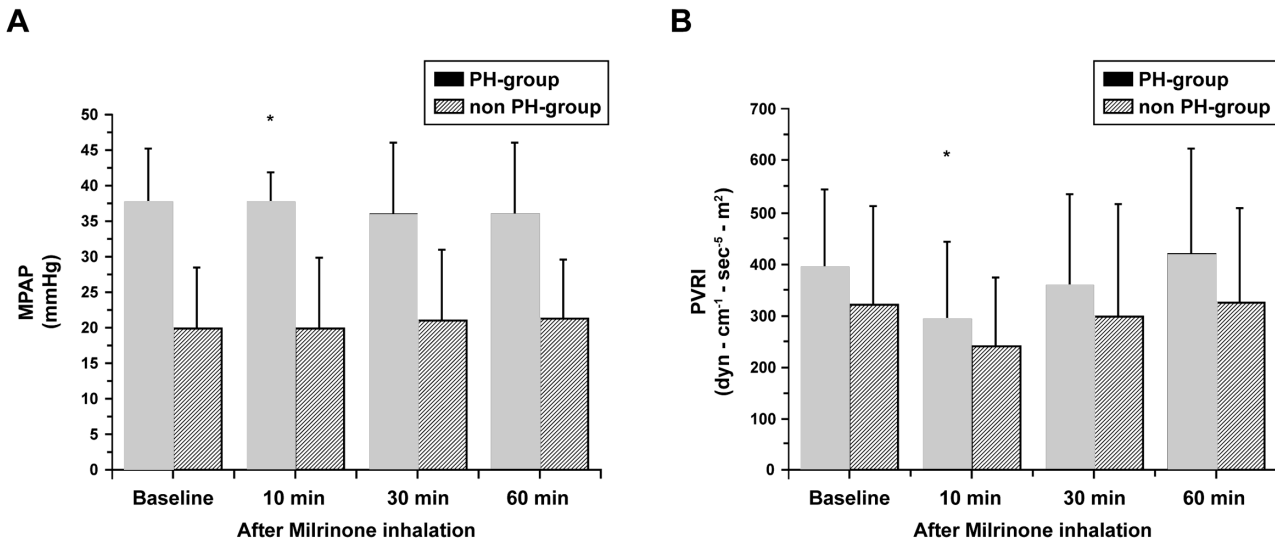 A
PH-group
non PH-group
50
45
40
35
30
25
20
15
10
5
0
MPAP
(mmHg)
*
Baseline
10 min
30 min
60 min
After Milrinone inhalation
B
PH-group
non PH-group
700
600
500
400
300
200
100
0
PVRI
(dyn - cm⁻¹ - sec⁻⁵ - m²)
*
Baseline
10 min
30 min
60 min
After Milrinone inhalation